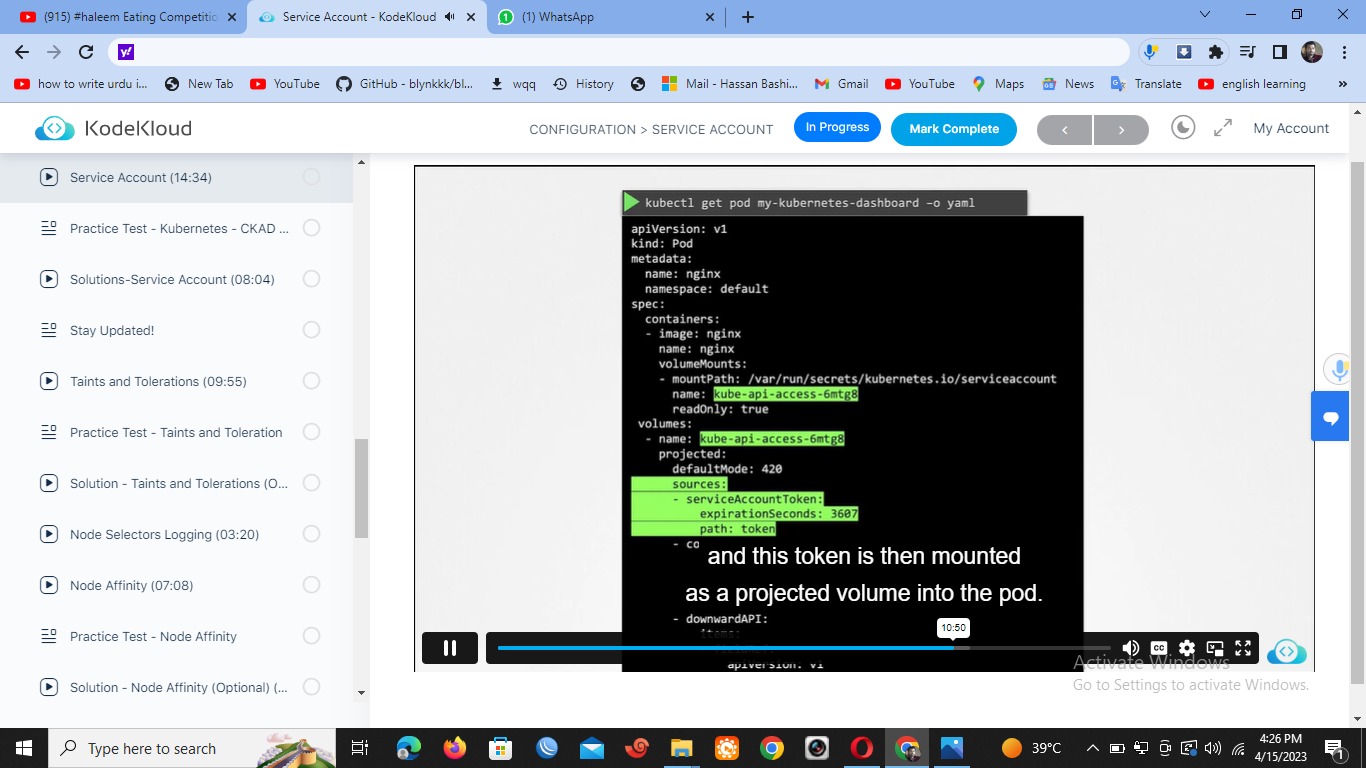 (915) #haleem Eating Competitic
Service Account - KodeKloud
(1) WhatsApp
how to write urdu i...
New Tab
YouTube
GitHub - blynkkk/bl...
wqq
History
Mail - Hassan Bashi...
Gmail
YouTube
Maps
News
Translate
english learning
»
KodeKloud
CONFIGURATION > SERVICE ACCOUNT
In Progress
Mark Complete
My Account
Service Account (14:34)
Practice Test - Kubernetes - CKAD ...
Solutions-Service Account (08:04)
Stay Updated!
Taints and Tolerations (09:55)
Practice Test - Taints and Toleration
Solution - Taints and Tolerations (O...
Node Selectors Logging (03:20)
Node Affinity (07:08)
Practice Test - Node Affinity
Solution - Node Affinity (Optional) (...
kubectl get pod my-kubernetes-dashboard –o yaml
apiVersion: v1
kind: Pod
metadata:
name: nginx
namespace: default
spec:
containers:
- image: nginx
name: nginx
volumeMounts:
- mountPath: /var/run/secrets/kubernetes.io/serviceaccount
name: kube-api-access-6mtg8
readOnly: true
volumes:
- name: kube-api-access-6mtg8
projected:
defaultMode: 420
sources:
- serviceAccountToken:
expirationSeconds: 3607
path: token
- co
and this token is then mounted
as a projected volume into the pod.
- downwardAPI:
items:
10:50
CC
apiVersion: v1
Activate Windows
Go to Settings to activate Windows.
Type here to search
39°C
4:26 PM
4/15/2023
1